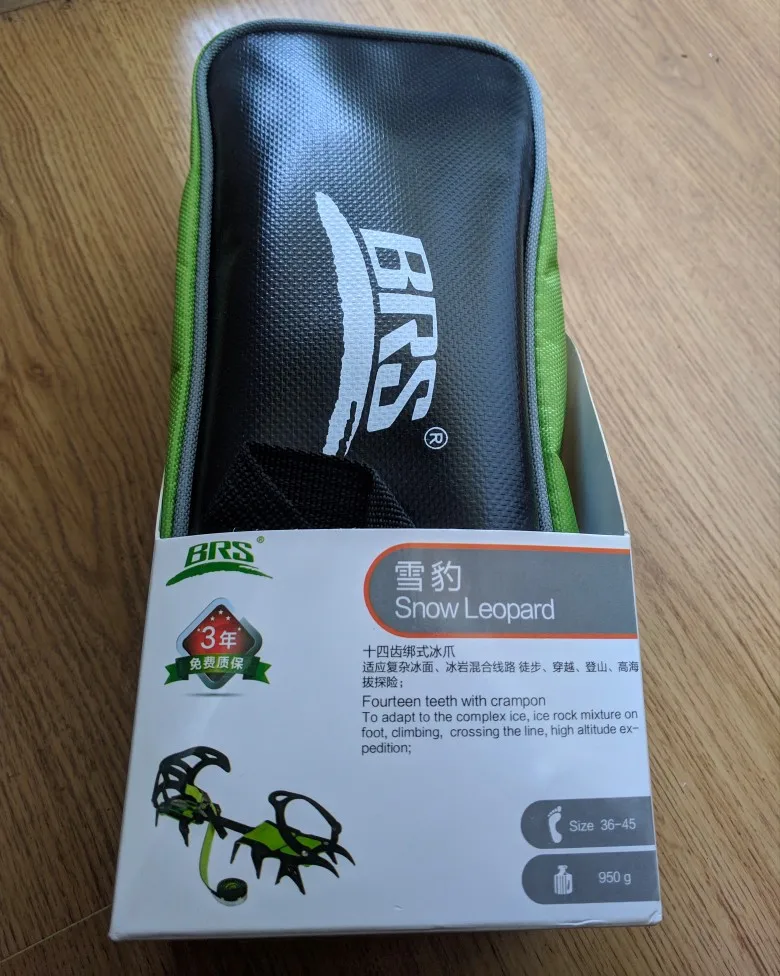 BRS®
BRS®
雪豹
Snow Leopard
3年
免费质保
十四齿绑式冰爪
适应复杂冰面、冰岩混合线路 徒步、穿越、登山、高海
拔探险；
Fourteen teeth with crampon
To adapt to the complex ice, ice rock mixture on
foot, climbing, crossing the line, high altitude ex-
pedition;
Size 36-45
950 g